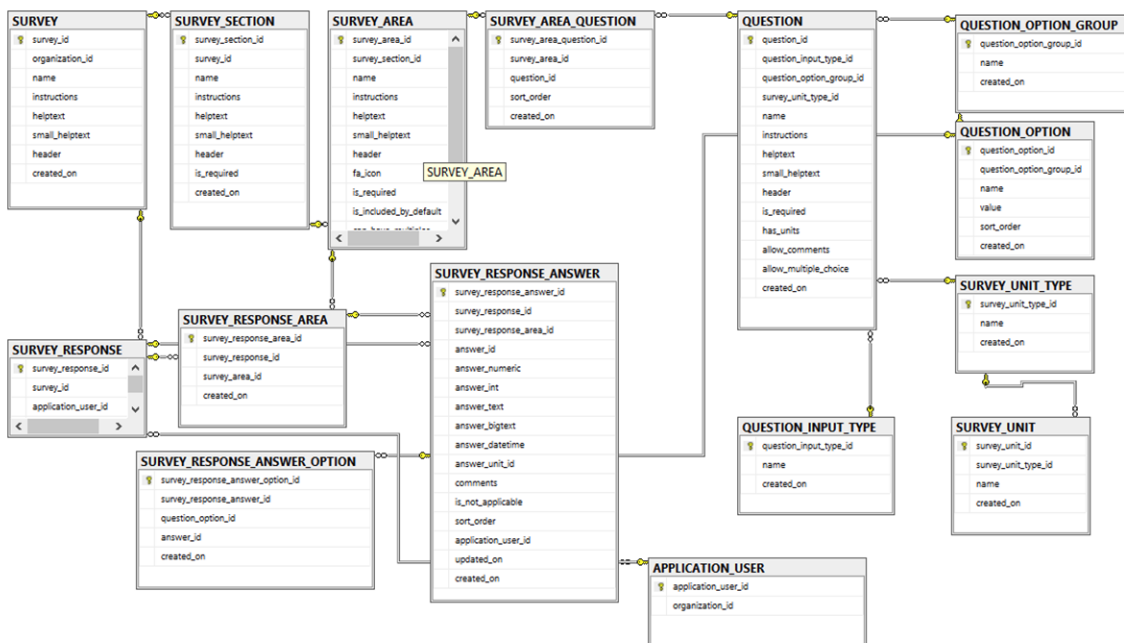 SURVEY
survey_id
organization_id
name
instructions
helptext
small_helptext
header
created_on
SURVEY_SECTION
survey_section_id
survey_id
name
instructions
helptext
small_helptext
header
is_required
created_on
SURVEY_AREA
survey_area_id
survey_section_id
name
instructions
helptext
small_helptext
header
fa_icon
is_required
is_included_by_default
SURVEY_AREA
SURVEY_AREA_QUESTION
survey_area_question_id
survey_area_id
question_id
sort_order
created_on
QUESTION
question_id
question_input_type_id
question_option_group_id
survey_unit_type_id
name
instructions
helptext
small_helptext
header
is_required
has_units
allow_comments
allow_multiple_choice
created_on
QUESTION_OPTION_GROUP
question_option_group_id
name
created_on
QUESTION_OPTION
question_option_id
question_option_group_id
name
value
sort_order
created_on
SURVEY_UNIT_TYPE
survey_unit_type_id
name
created_on
SURVEY_RESPONSE_ANSWER
survey_response_answer_id
survey_response_id
survey_response_area_id
answer_id
answer_numeric
answer_int
answer_text
answer_bigtext
answer_datetime
answer_unit_id
comments
is_not_applicable
sort_order
application_user_id
updated_on
created_on
SURVEY_RESPONSE_AREA
survey_response_area_id
survey_response_id
survey_area_id
created_on
SURVEY_RESPONSE
survey_response_id
survey_id
application_user_id
QUESTION_INPUT_TYPE
question_input_type_id
name
created_on
SURVEY_UNIT
survey_unit_id
survey_unit_type_id
name
created_on
SURVEY_RESPONSE_ANSWER_OPTION
survey_response_answer_option_id
survey_response_answer_id
question_option_id
answer_id
created_on
APPLICATION_USER
application_user_id
organization_id